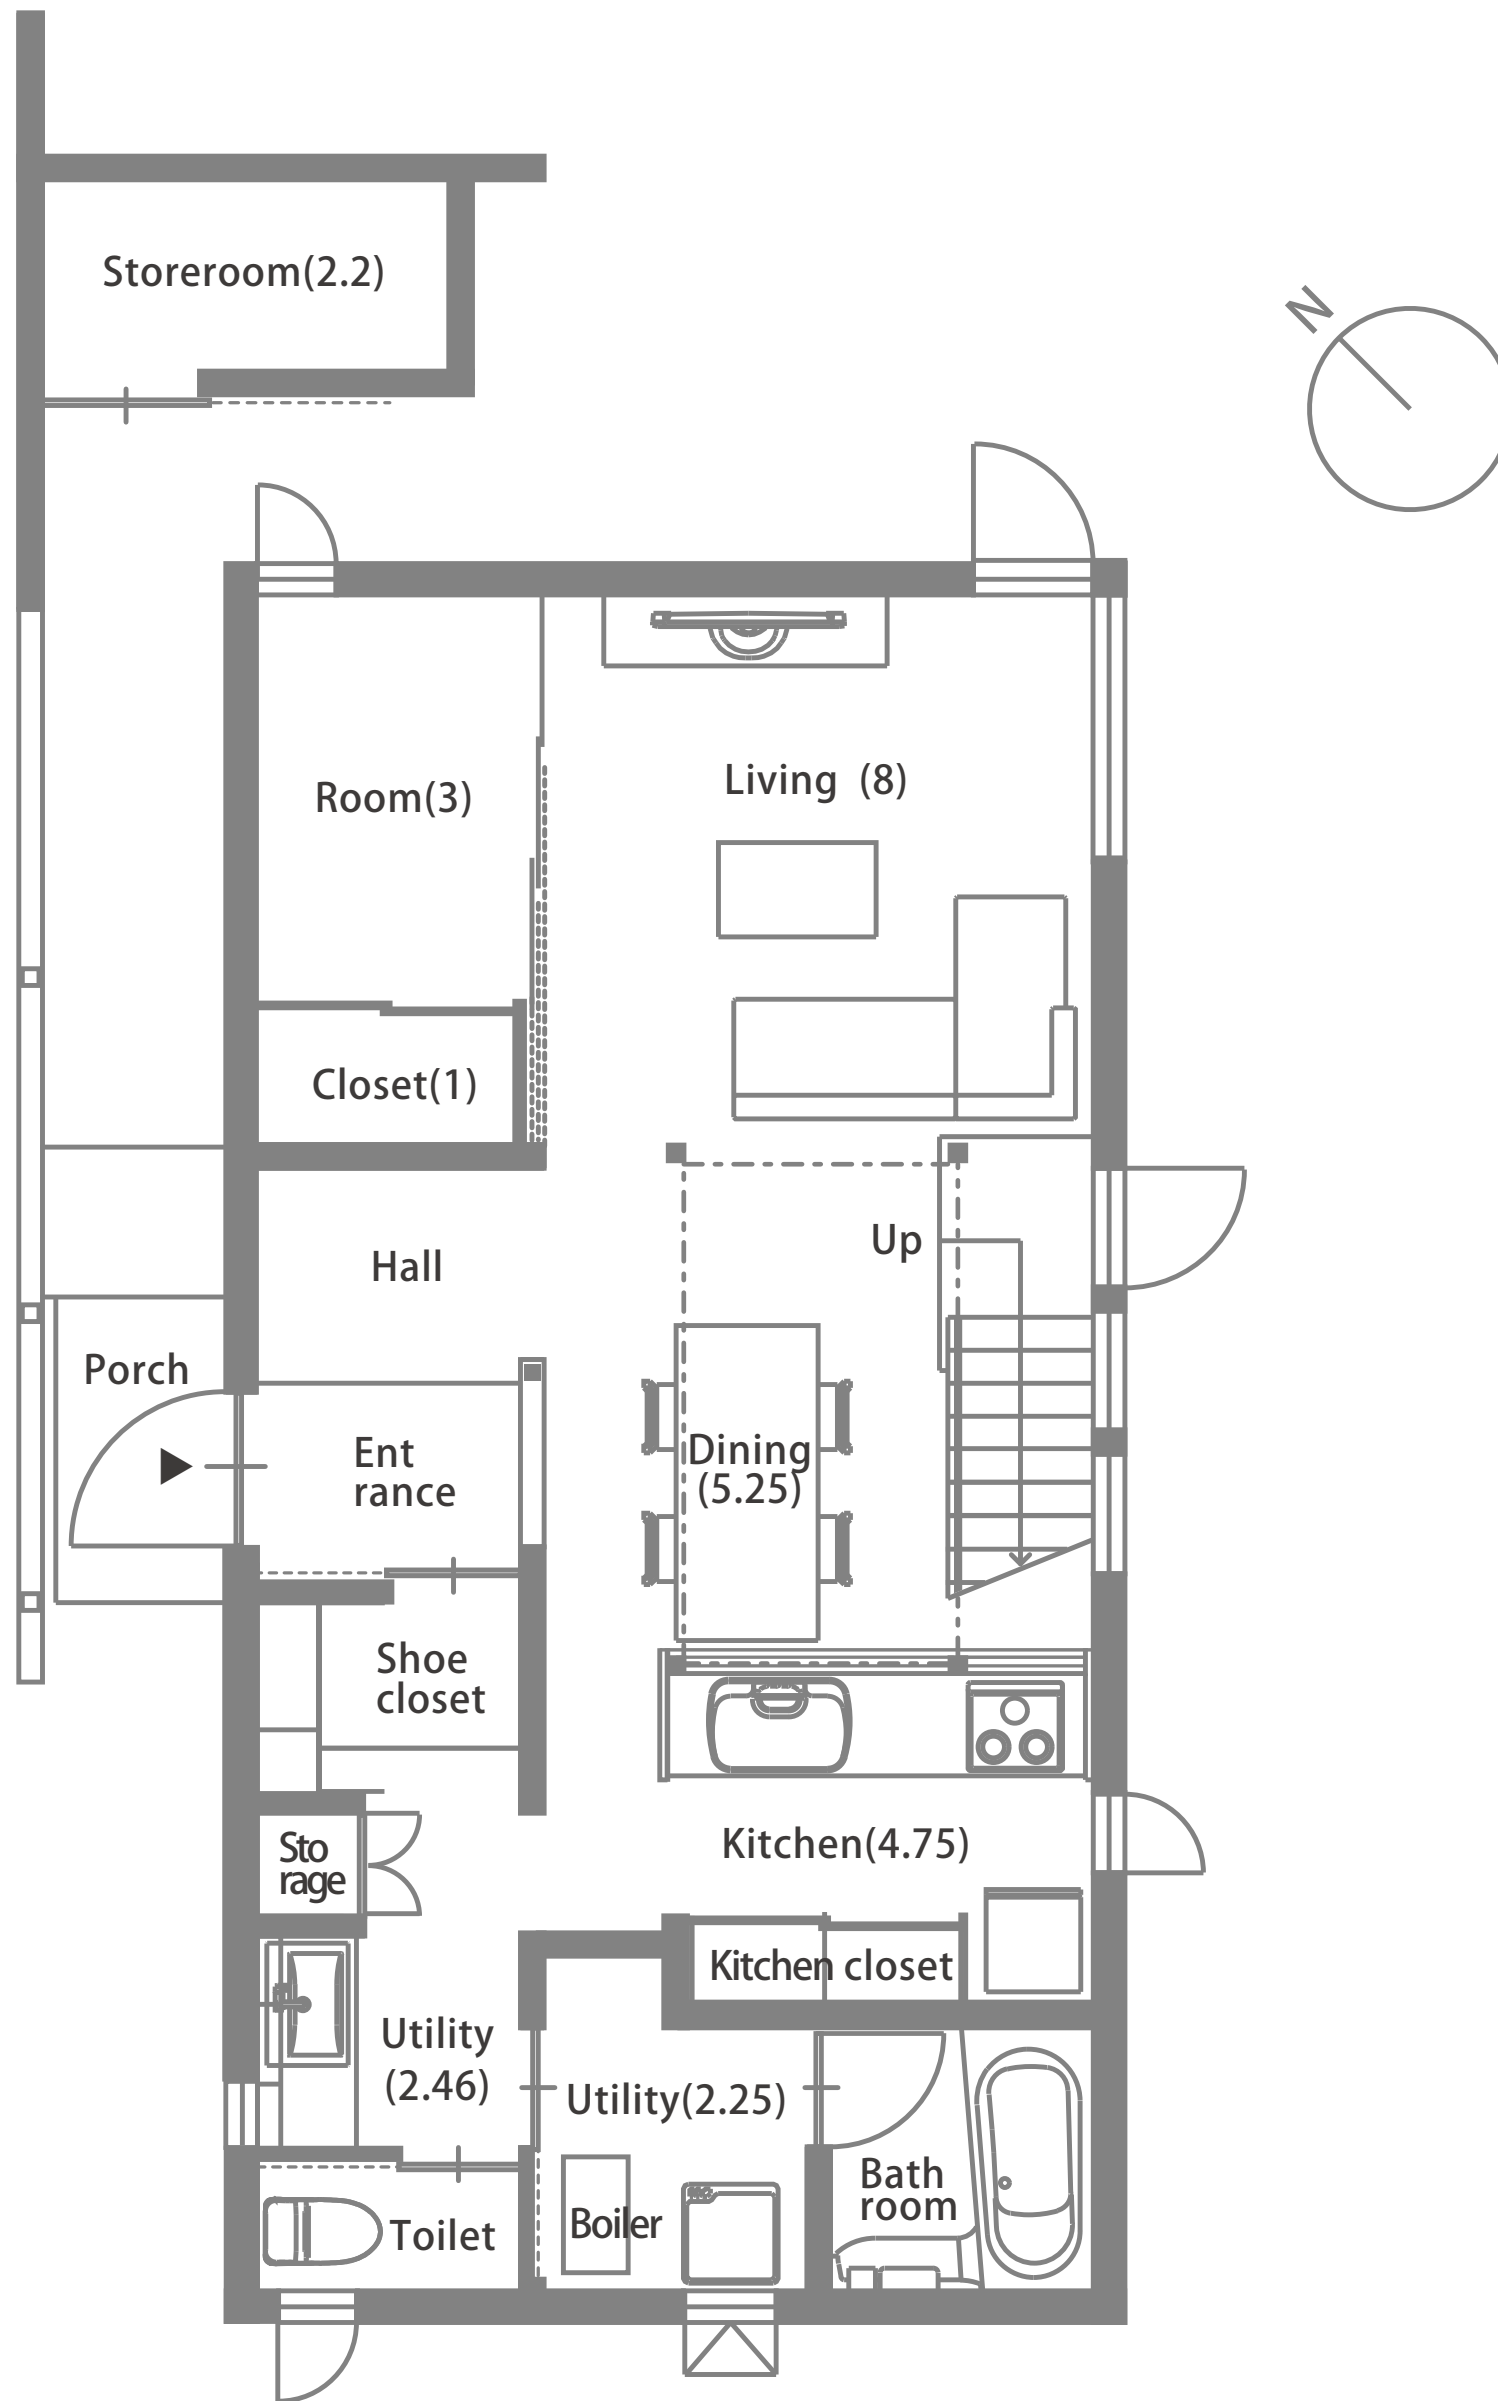 Storeroom(2.2)
N
Room(3)
Living (8)
Closet(1)
Up
Hall
Porch
Ent
rance
Dining
(5.25)
Shoe
closet
Sto
rage
Kitchen(4.75)
Kitchen closet
Utility
(2.46)
Utility(2.25)
Bath
room
Boiler
Toilet